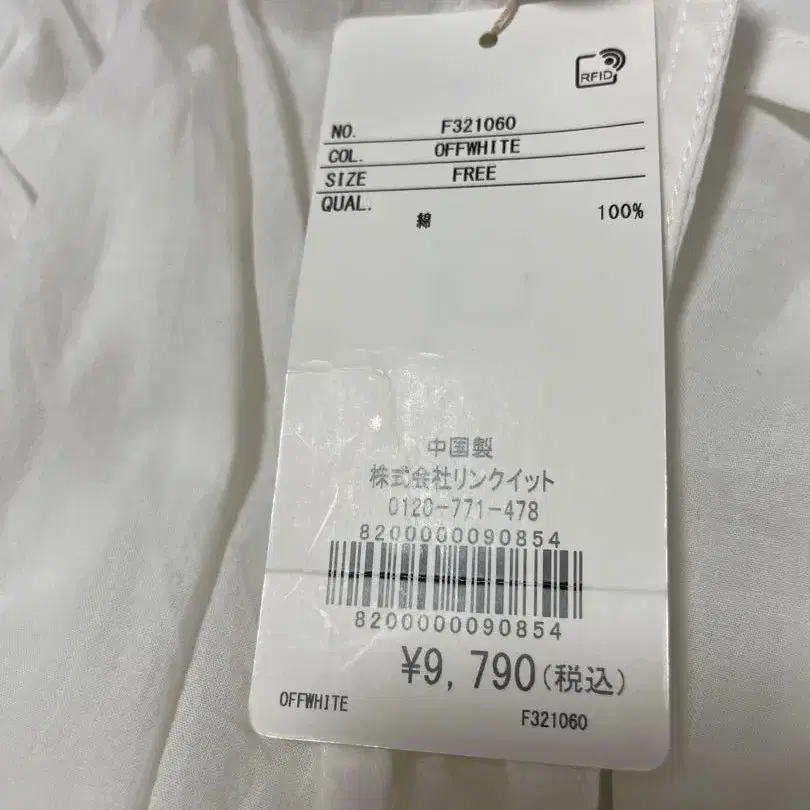 RFID
NO. F321060
COL. OFFWHITE
SIZE FREE
QUAL.
綿 100%
中国製
株式会社リンクイット
0120-771-478
8200000090854
8200000090854
¥9,790(税込)
OFFWHITE F321060